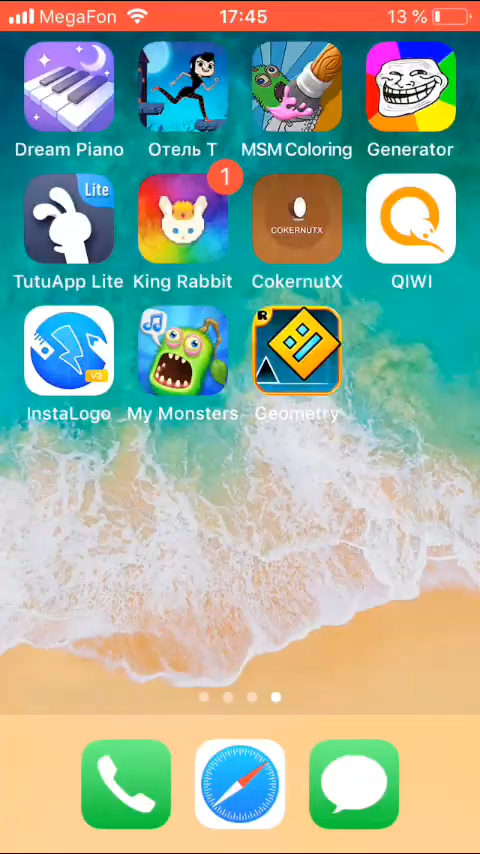 MegaFon 17:45 13 %
Dream Piano Отель Т MSM Coloring Generator
Lite 1 COKERNUTX
TutuApp Lite King Rabbit CokernutX QIWI
V3 R
InstaLogo My Monsters Geometry